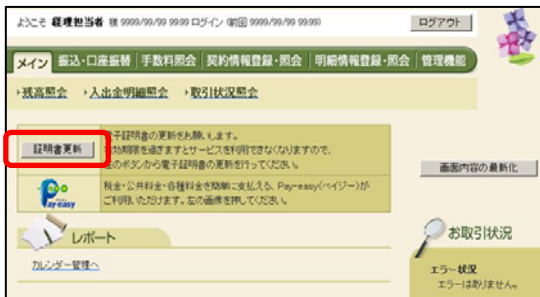 ようこそ 経理担当者 様 9999/99/99 99:99 ログイン (前回 9999/99/99 99:99)
ログアウト
メイン 振込・口座振替 手数料照会 契約情報登録・照会 明細情報登録・照会 管理機能
残高照会 入出金明細照会 取引状況照会
証明書更新
電子証明書の更新をお願いします。
有効期限を過ぎますとサービスを利用できなくなりますので、
左のボタンから電子証明書の更新を行ってください。
画面内容の最新化
Pay-easy
税金・公共料金・各種料金を簡単に支払える、Pay-easy(ペイジー)が
ご利用いただけます。左の画像を押してください。
レポート
カレンダー管理へ
お取引状況
エラー状況
エラーはありません。